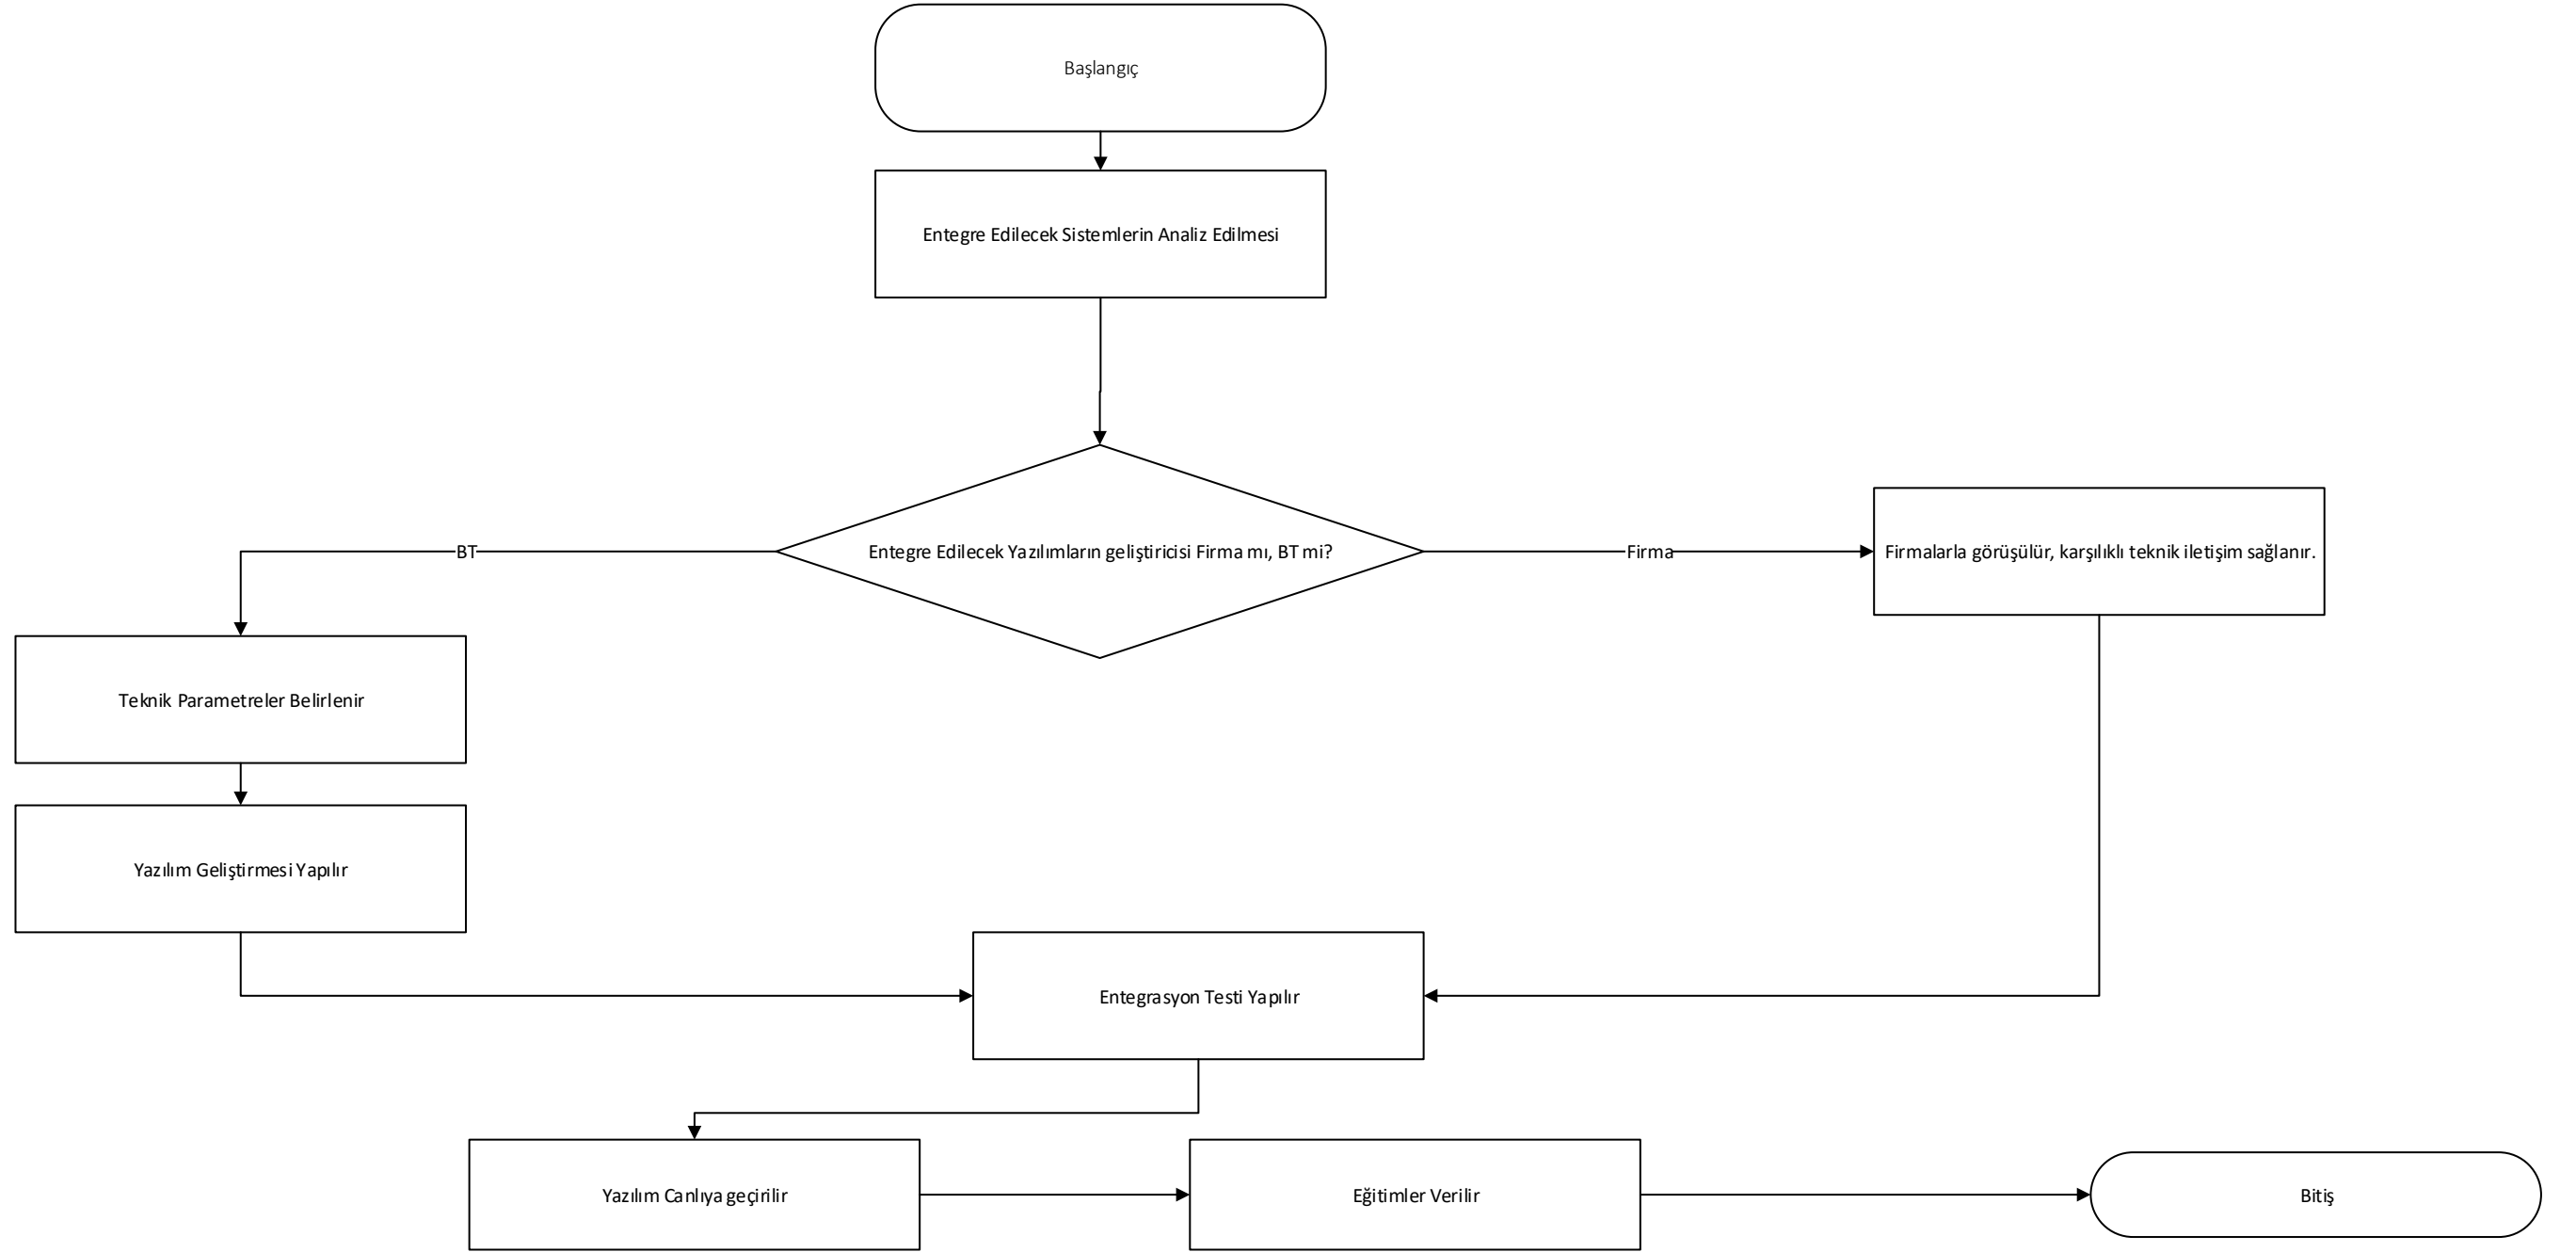 Başlangıç
Entegre Edilecek Sistemlerin Analiz Edilmesi
Entegre Edilecek Yazılımların geliştiricisi Firma mı, BT mi?
BT
Firma
Firmalarla görüşülür, karşılıklı teknik iletişim sağlanır.
Teknik Parametreler Belirlenir
Yazılım Geliştirmesi Yapılır
Entegrasyon Testi Yapılır
Yazılım Canlıya geçirilir
Eğitimler Verilir
Bitiş